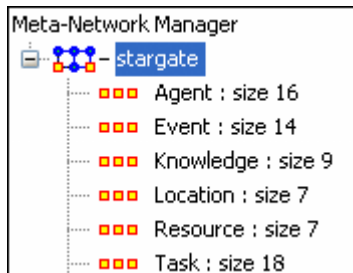 Meta-Network Manager
stargate
Agent : size 16
Event : size 14
Knowledge : size 9
Location : size 7
Resource : size 7
Task : size 18